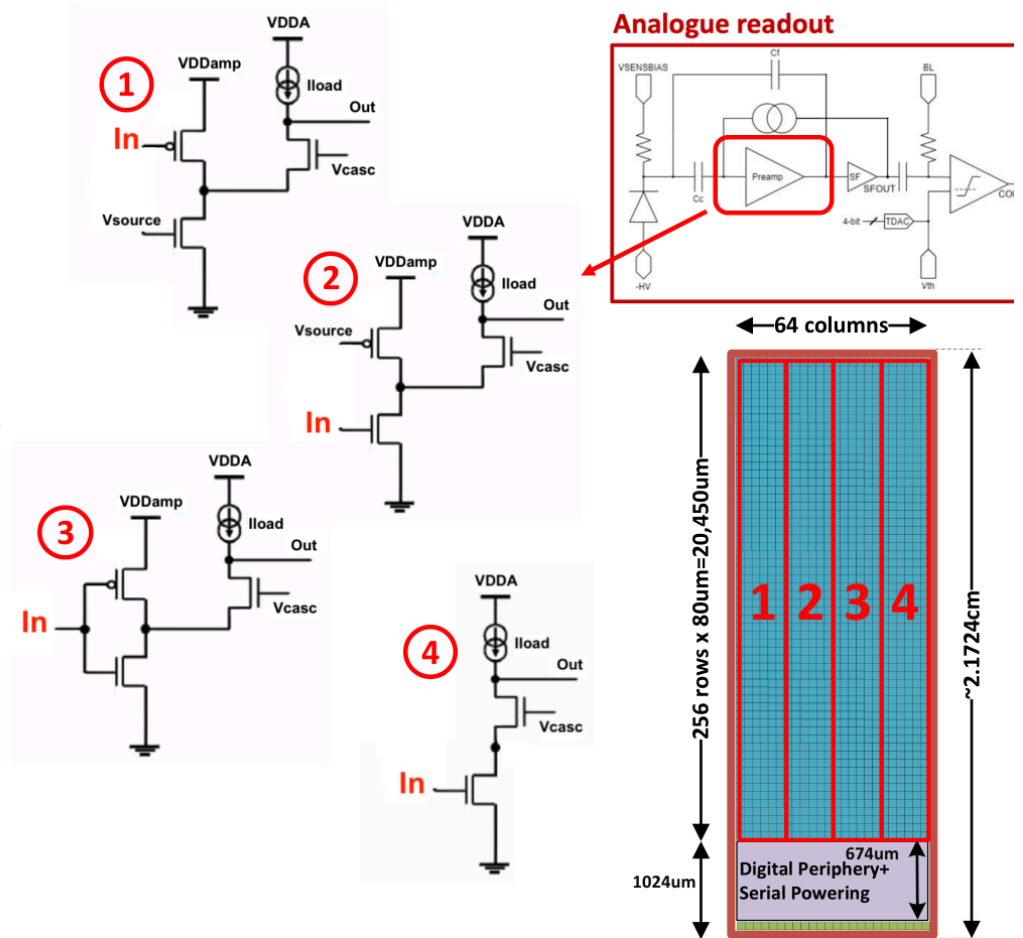 1
VDDamp
VDDA
Iload
Out
In
Vcasc
Vsource
2
VDDamp
VDDA
Iload
Out
Vsource
Vcasc
In
3
VDDamp
VDDA
Iload
Out
Vcasc
In
4
VDDA
Iload
Out
Vcasc
In
Analogue readout
VSENSBIAS
Cf
BL
Preamp
SF
SFOUT
Cc
4-bit
TDAC
-HV
Vth
64 columns
256 rows x 80um=20,450um
1 2 3 4
~2.1724cm
674um
1024um
Digital Periphery+
Serial Powering